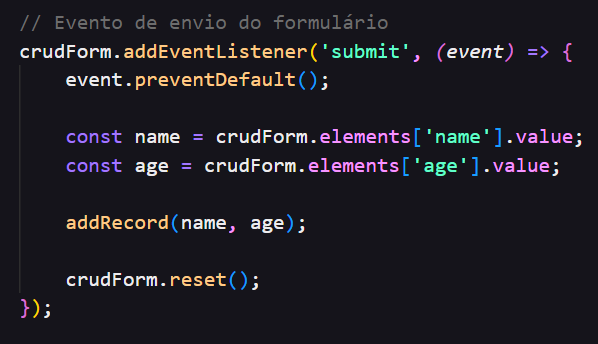 // Evento de envio do formulário
crudForm.addEventListener('submit', (event) => {
    event.preventDefault();

    const name = crudForm.elements['name'].value;
    const age = crudForm.elements['age'].value;

    addRecord(name, age);

    crudForm.reset();
});